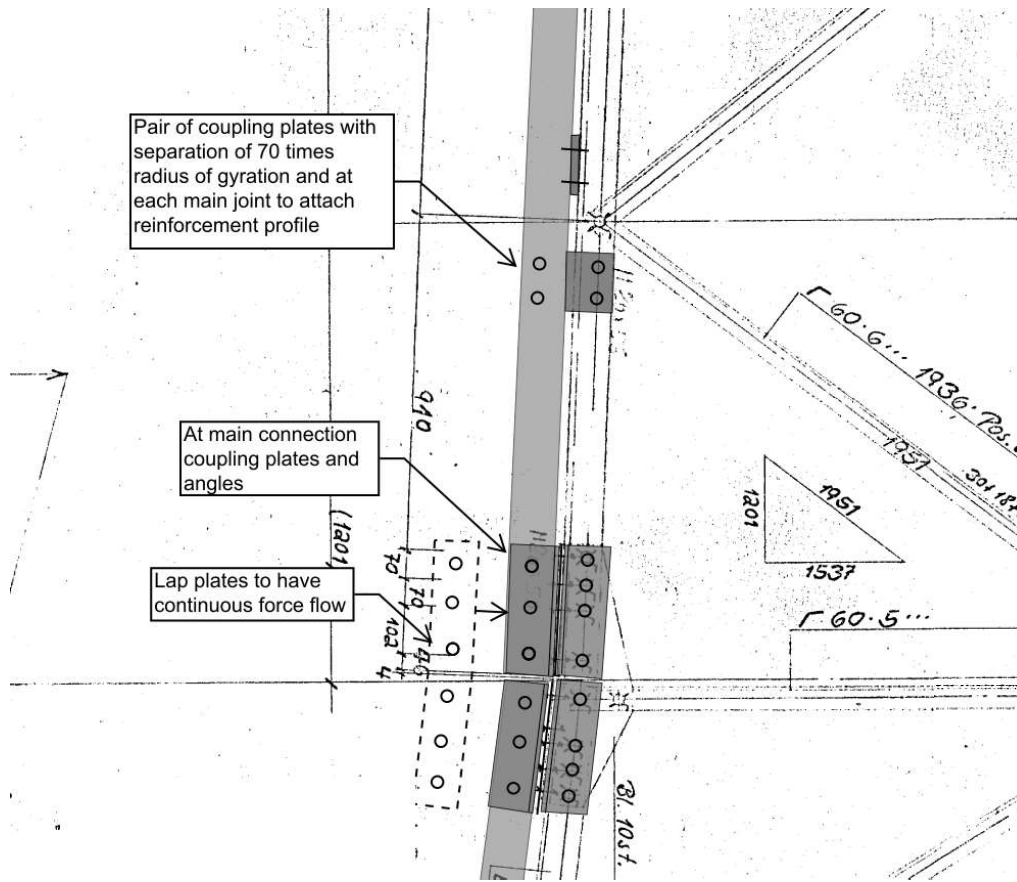 Pair of coupling plates with
separation of 70 times
radius of gyration and at
each main joint to attach
reinforcement profile
Γ 60·6... 1936· Pos.
1951
910
At main connection
coupling plates and
angles
1201
1951
1537
(1201)
70
Lap plates to have
continuous force flow
70
102
4
Γ 60·5...
Bl. 10st.